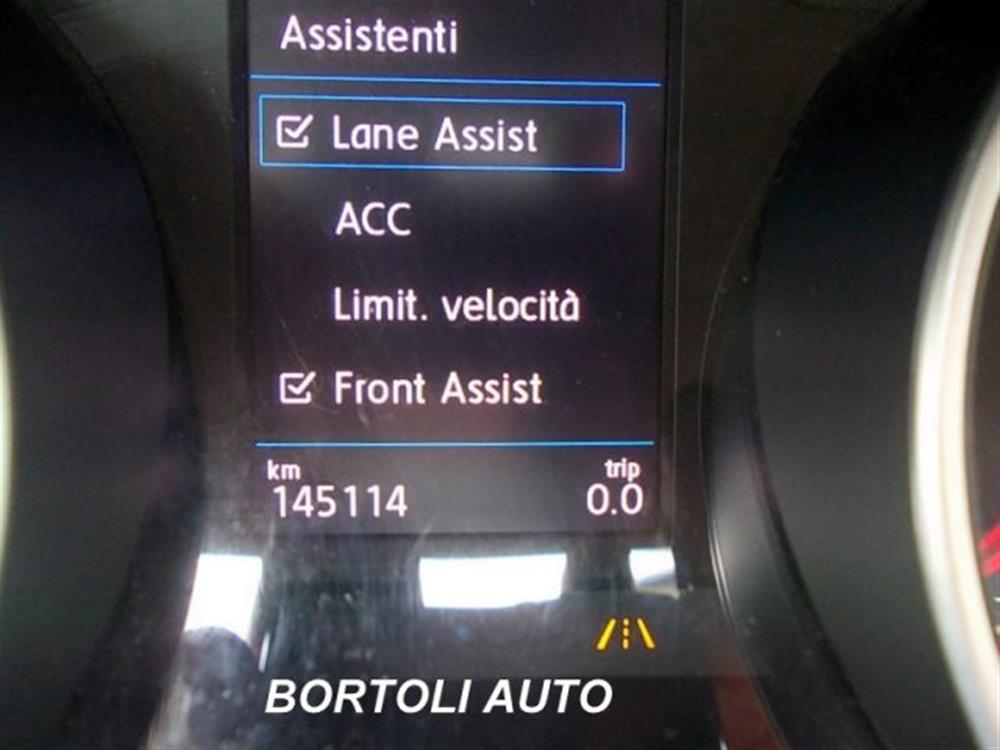 Assistenti
Lane Assist
ACC
Limit. velocità
Front Assist
km trip
145114 0.0
BORTOLI AUTO